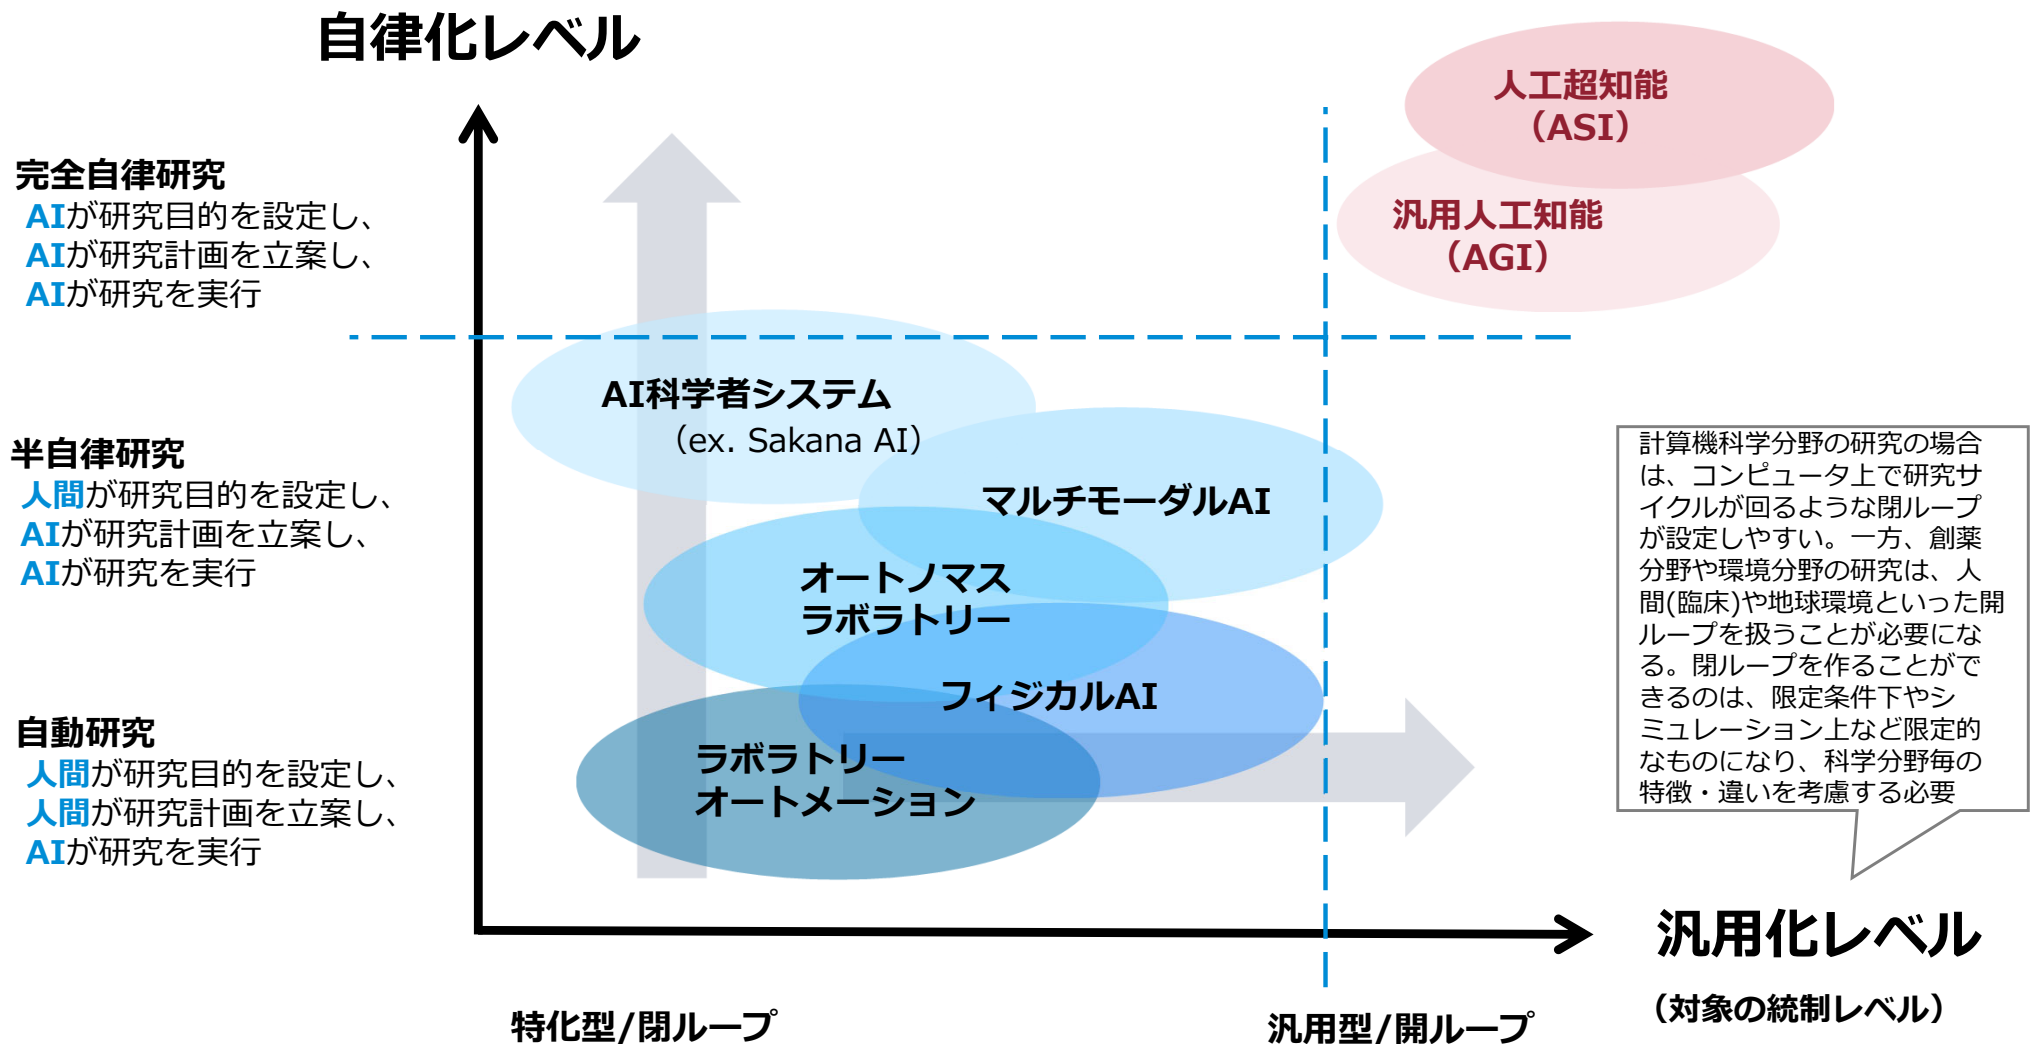 自律化レベル
人工超知能
（ASI）
汎用人工知能
（AGI）
完全自律研究
AIが研究目的を設定し、
AIが研究計画を立案し、
AIが研究を実行
AI科学者システム
（ex. Sakana AI）
マルチモーダルAI
半自律研究
人間が研究目的を設定し、
AIが研究計画を立案し、
AIが研究を実行
オートノマス
ラボラトリー
フィジカルAI
自動研究
人間が研究目的を設定し、
人間が研究計画を立案し、
AIが研究を実行
ラボラトリー
オートメーション
計算機科学分野の研究の場合
は、コンピュータ上で研究サ
イクルが回るような閉ループ
が設定しやすい。一方、創薬
分野や環境分野の研究は、人
間(臨床)や地球環境といった開
ループを扱うことが必要にな
る。閉ループを作ることがで
きるのは、限定条件下やシ
ミュレーション上など限定的
なものになり、科学分野毎の
特徴・違いを考慮する必要
汎用化レベル
（対象の統制レベル）
特化型/閉ループ
汎用型/開ループ